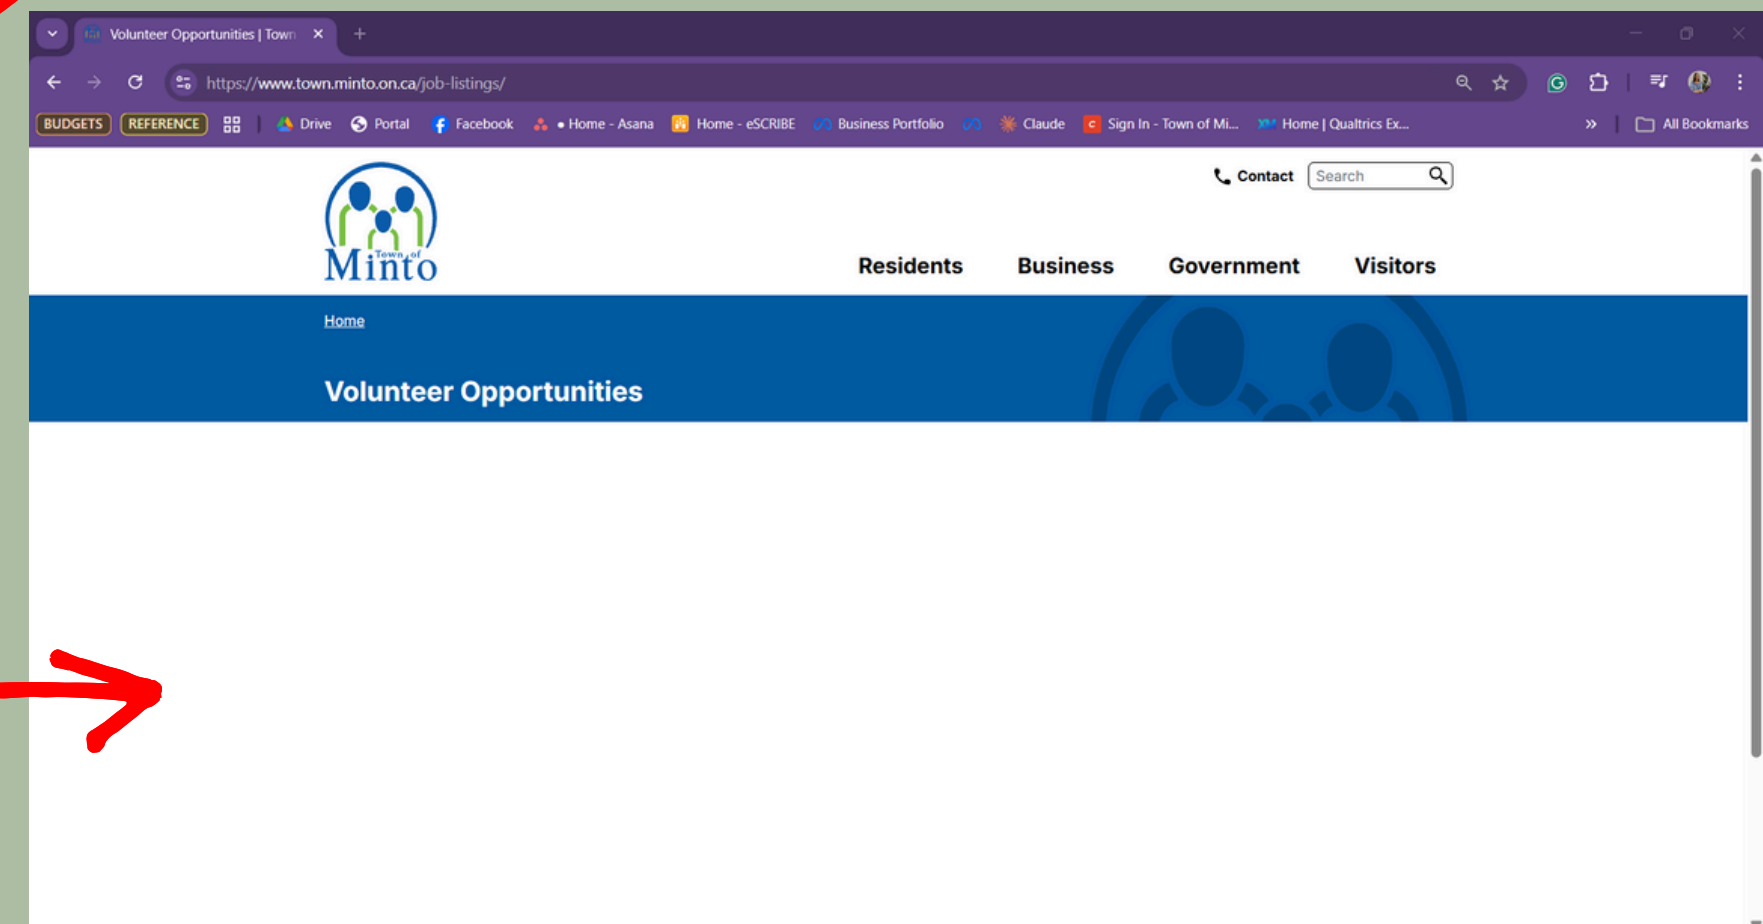 Volunteer Opportunities | Town
https://www.town.minto.on.ca/job-listings/
BUDGETS REFERENCE Drive Portal Facebook • Home - Asana Home - eSCRIBE Business Portfolio Claude Sign In - Town of Mi... Home | Qualtrics Ex... » All Bookmarks
Contact Search
Town of
Minto
Residents Business Government Visitors
Home
Volunteer Opportunities